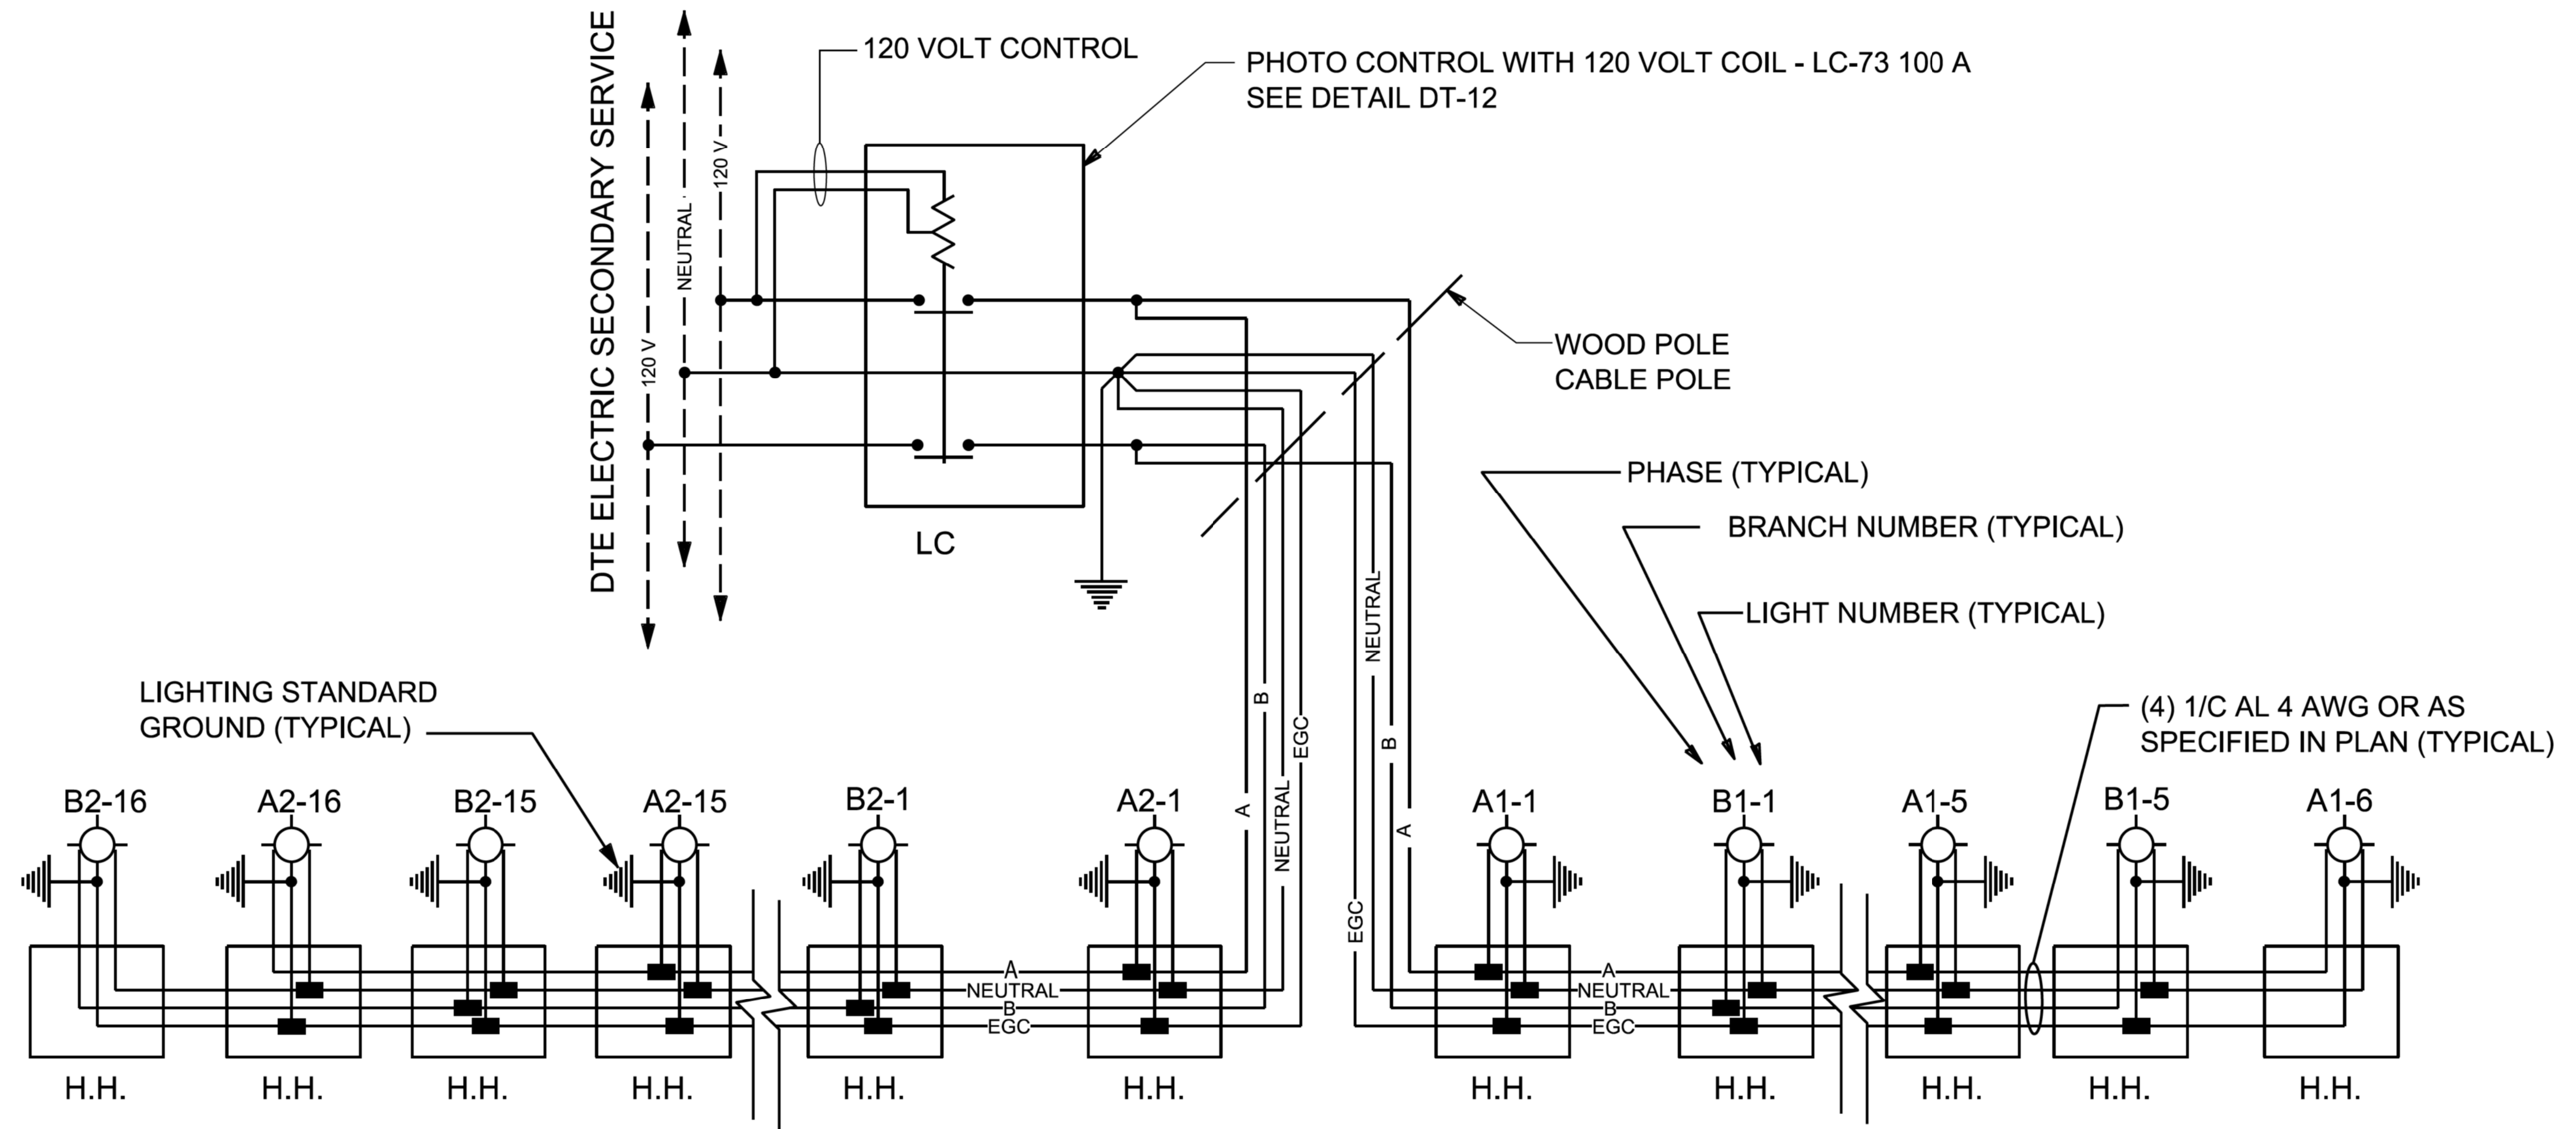 DTE ELECTRIC SECONDARY SERVICE
120 V
NEUTRAL
120 V
120 VOLT CONTROL
PHOTO CONTROL WITH 120 VOLT COIL - LC-73 100 A
SEE DETAIL DT-12
WOOD POLE
CABLE POLE
LC
PHASE (TYPICAL)
BRANCH NUMBER (TYPICAL)
LIGHT NUMBER (TYPICAL)
LIGHTING STANDARD
GROUND (TYPICAL)
(4) 1/C AL 4 AWG OR AS
SPECIFIED IN PLAN (TYPICAL)
A
B
NEUTRAL
EGC
EGC
NEUTRAL
B
A
B2-16 A2-16 B2-15 A2-15 B2-1 A2-1 A1-1 B1-1 A1-5 B1-5 A1-6
A
NEUTRAL
B
EGC
A
NEUTRAL
B
EGC
H.H. H.H. H.H. H.H. H.H. H.H. H.H. H.H. H.H. H.H. H.H.